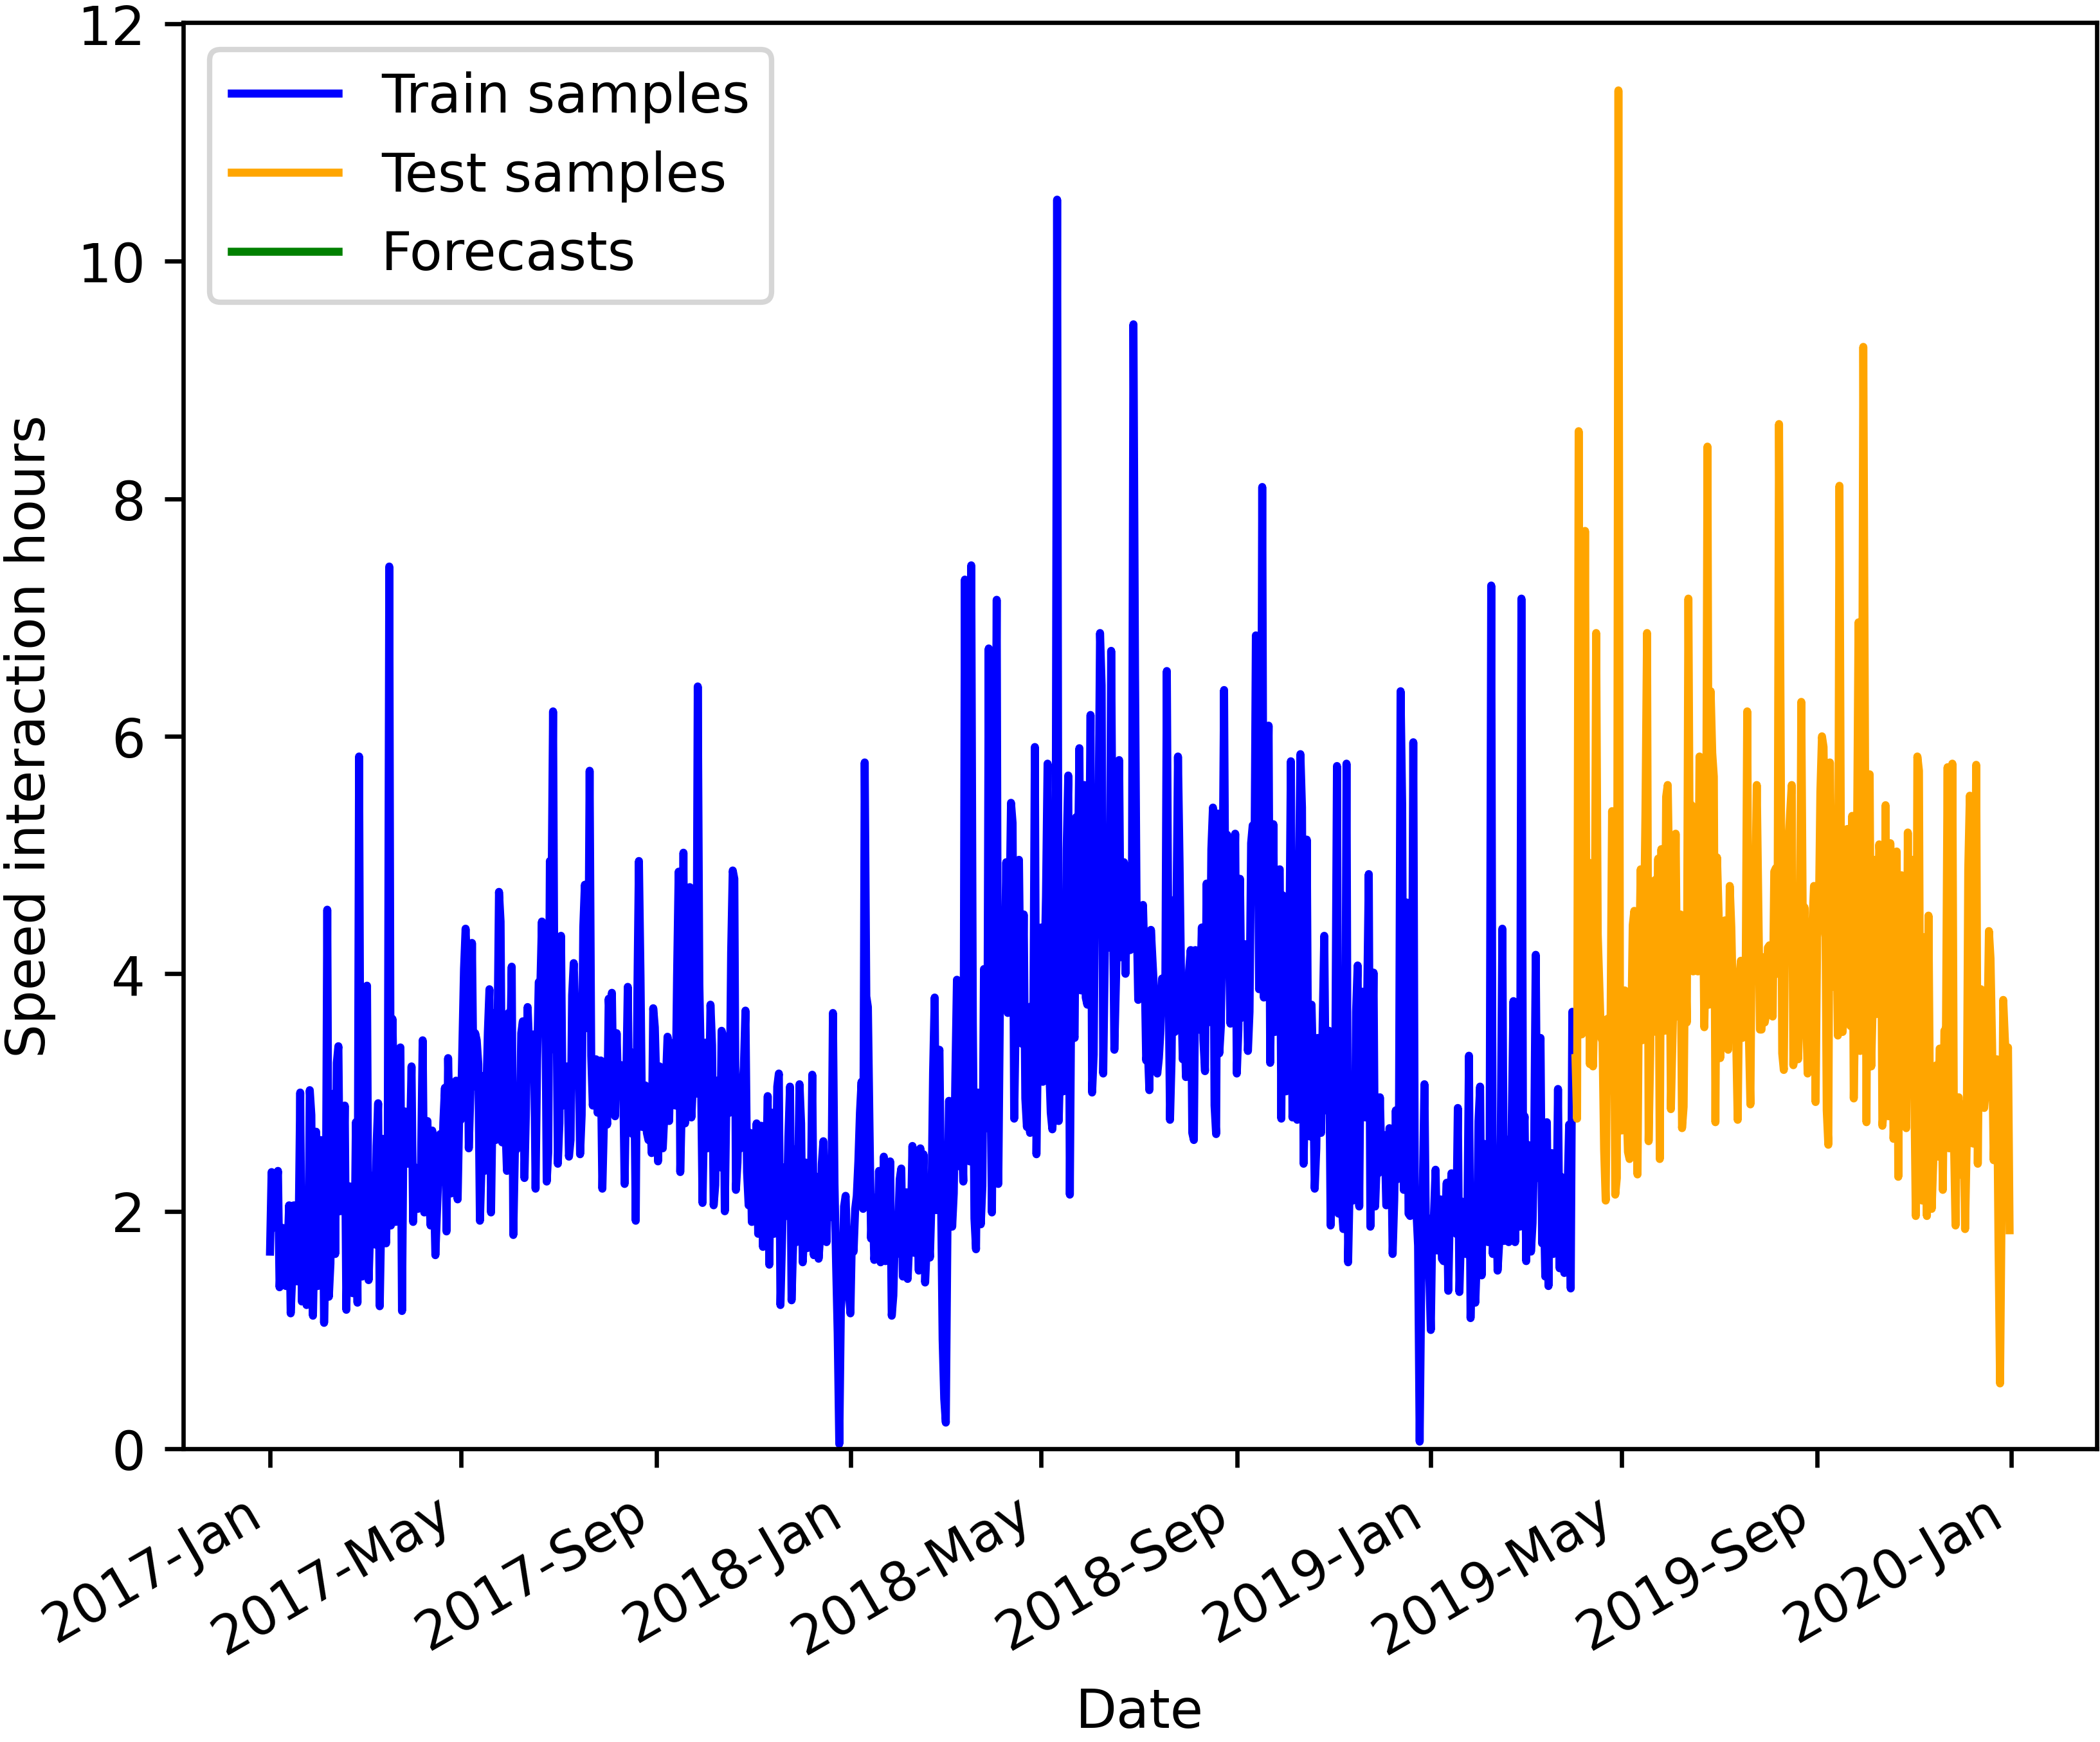 12
10
8
6
4
2
0
Speed interaction hours
Train samples
Test samples
Forecasts
2017-Jan
2017-May
2017-Sep
2018-Jan
2018-May
2018-Sep
2019-Jan
2019-May
2019-Sep
2020-Jan
Date